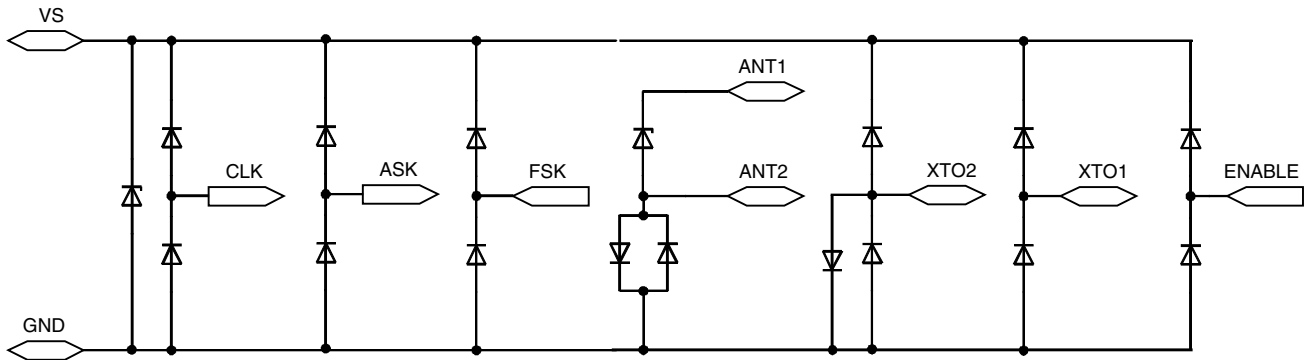 VS
ANT1
CLK
ASK
FSK
ANT2
XTO2
XTO1
ENABLE
GND